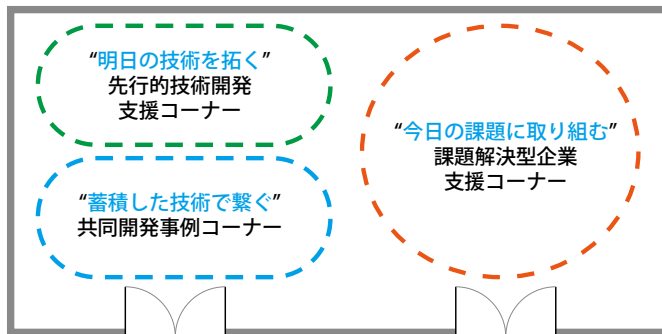 “明日の技術を拓く”
先行的技術開発
支援コーナー
“蓄積した技術で繋ぐ”
共同開発事例コーナー
“今日の課題に取り組む”
課題解決型企業
支援コーナー